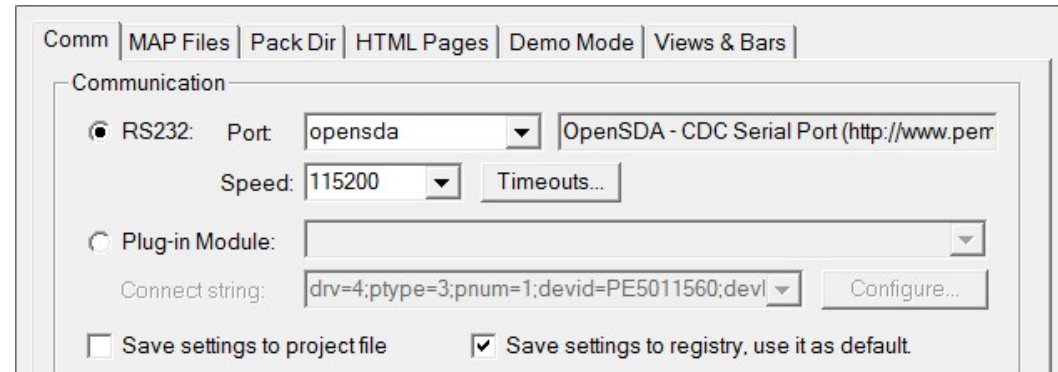 Comm MAP Files Pack Dir HTML Pages Demo Mode Views & Bars
Communication
RS232: Port: opensda OpenSDA - CDC Serial Port (http://www.pem
Speed: 115200 Timeouts...
Plug-in Module:
Connect string: drv=4;ptype=3;pnum=1;devid=PE5011560;devl Configure...
Save settings to project file Save settings to registry, use it as default.